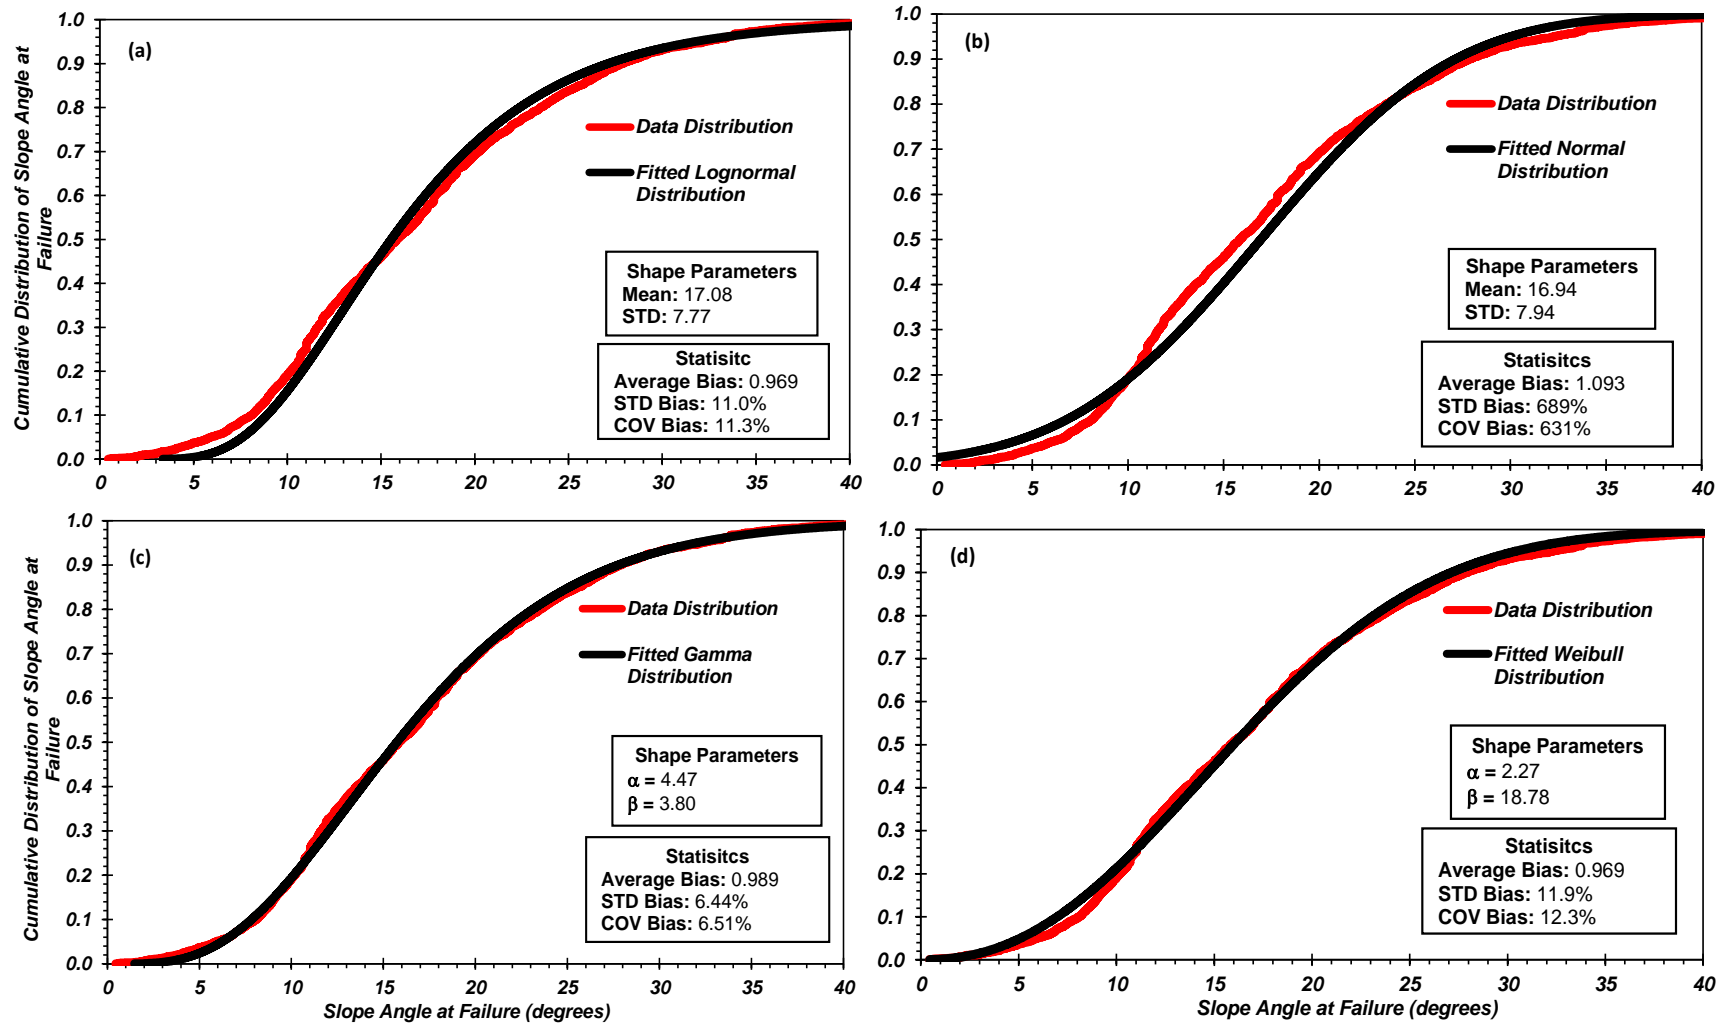 (a)
Cumulative Distribution of Slope Angle at
Failure
1.0
0.9
0.8
0.7
0.6
0.5
0.4
0.3
0.2
0.1
0.0
0 5 10 15 20 25 30 35 40
Data Distribution
Fitted Lognormal
Distribution
Shape Parameters
Mean: 17.08
STD: 7.77
Statisitc
Average Bias: 0.969
STD Bias: 11.0%
COV Bias: 11.3%
(b)
1.0
0.9
0.8
0.7
0.6
0.5
0.4
0.3
0.2
0.1
0.0
0 5 10 15 20 25 30 35 40
Data Distribution
Fitted Normal
Distribution
Shape Parameters
Mean: 16.94
STD: 7.94
Statisitcs
Average Bias: 1.093
STD Bias: 689%
COV Bias: 631%
(c)
Cumulative Distribution of Slope Angle at
Failure
1.0
0.9
0.8
0.7
0.6
0.5
0.4
0.3
0.2
0.1
0.0
0 5 10 15 20 25 30 35 40
Slope Angle at Failure (degrees)
Data Distribution
Fitted Gamma
Distribution
Shape Parameters
α = 4.47
β = 3.80
Statisitcs
Average Bias: 0.989
STD Bias: 6.44%
COV Bias: 6.51%
(d)
1.0
0.9
0.8
0.7
0.6
0.5
0.4
0.3
0.2
0.1
0.0
0 5 10 15 20 25 30 35 40
Slope Angle at Failure (degrees)
Data Distribution
Fitted Weibull
Distribution
Shape Parameters
α = 2.27
β = 18.78
Statisitcs
Average Bias: 0.969
STD Bias: 11.9%
COV Bias: 12.3%